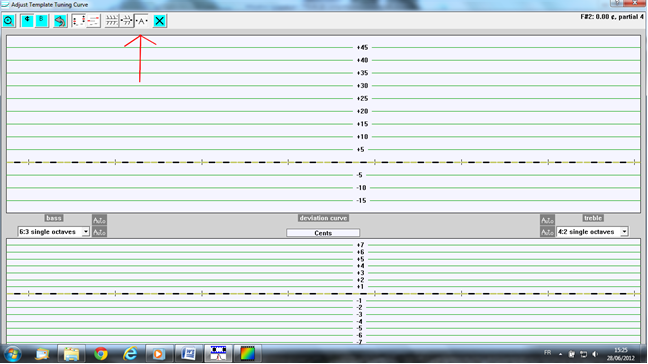 Adjust Template Tuning Curve
F#2: 0.00 ¢, partial 4
A
+45
+40
+35
+30
+25
+20
+15
+10
+5
-5
-10
-15
bass
deviation curve
treble
6:3 single octaves
Cents
4:2 single octaves
+7
+6
+5
+4
+3
+2
+1
-1
-2
-3
-4
-5
-6
-7
FR
15:25
28/06/2012